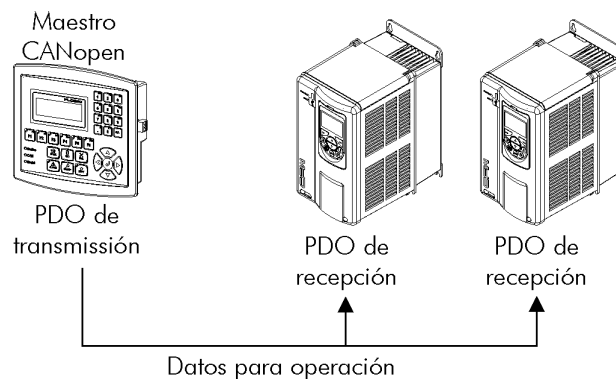 Maestro
CANopen
PDO de
transmissión
PDO de
recepción
PDO de
recepción
Datos para operación